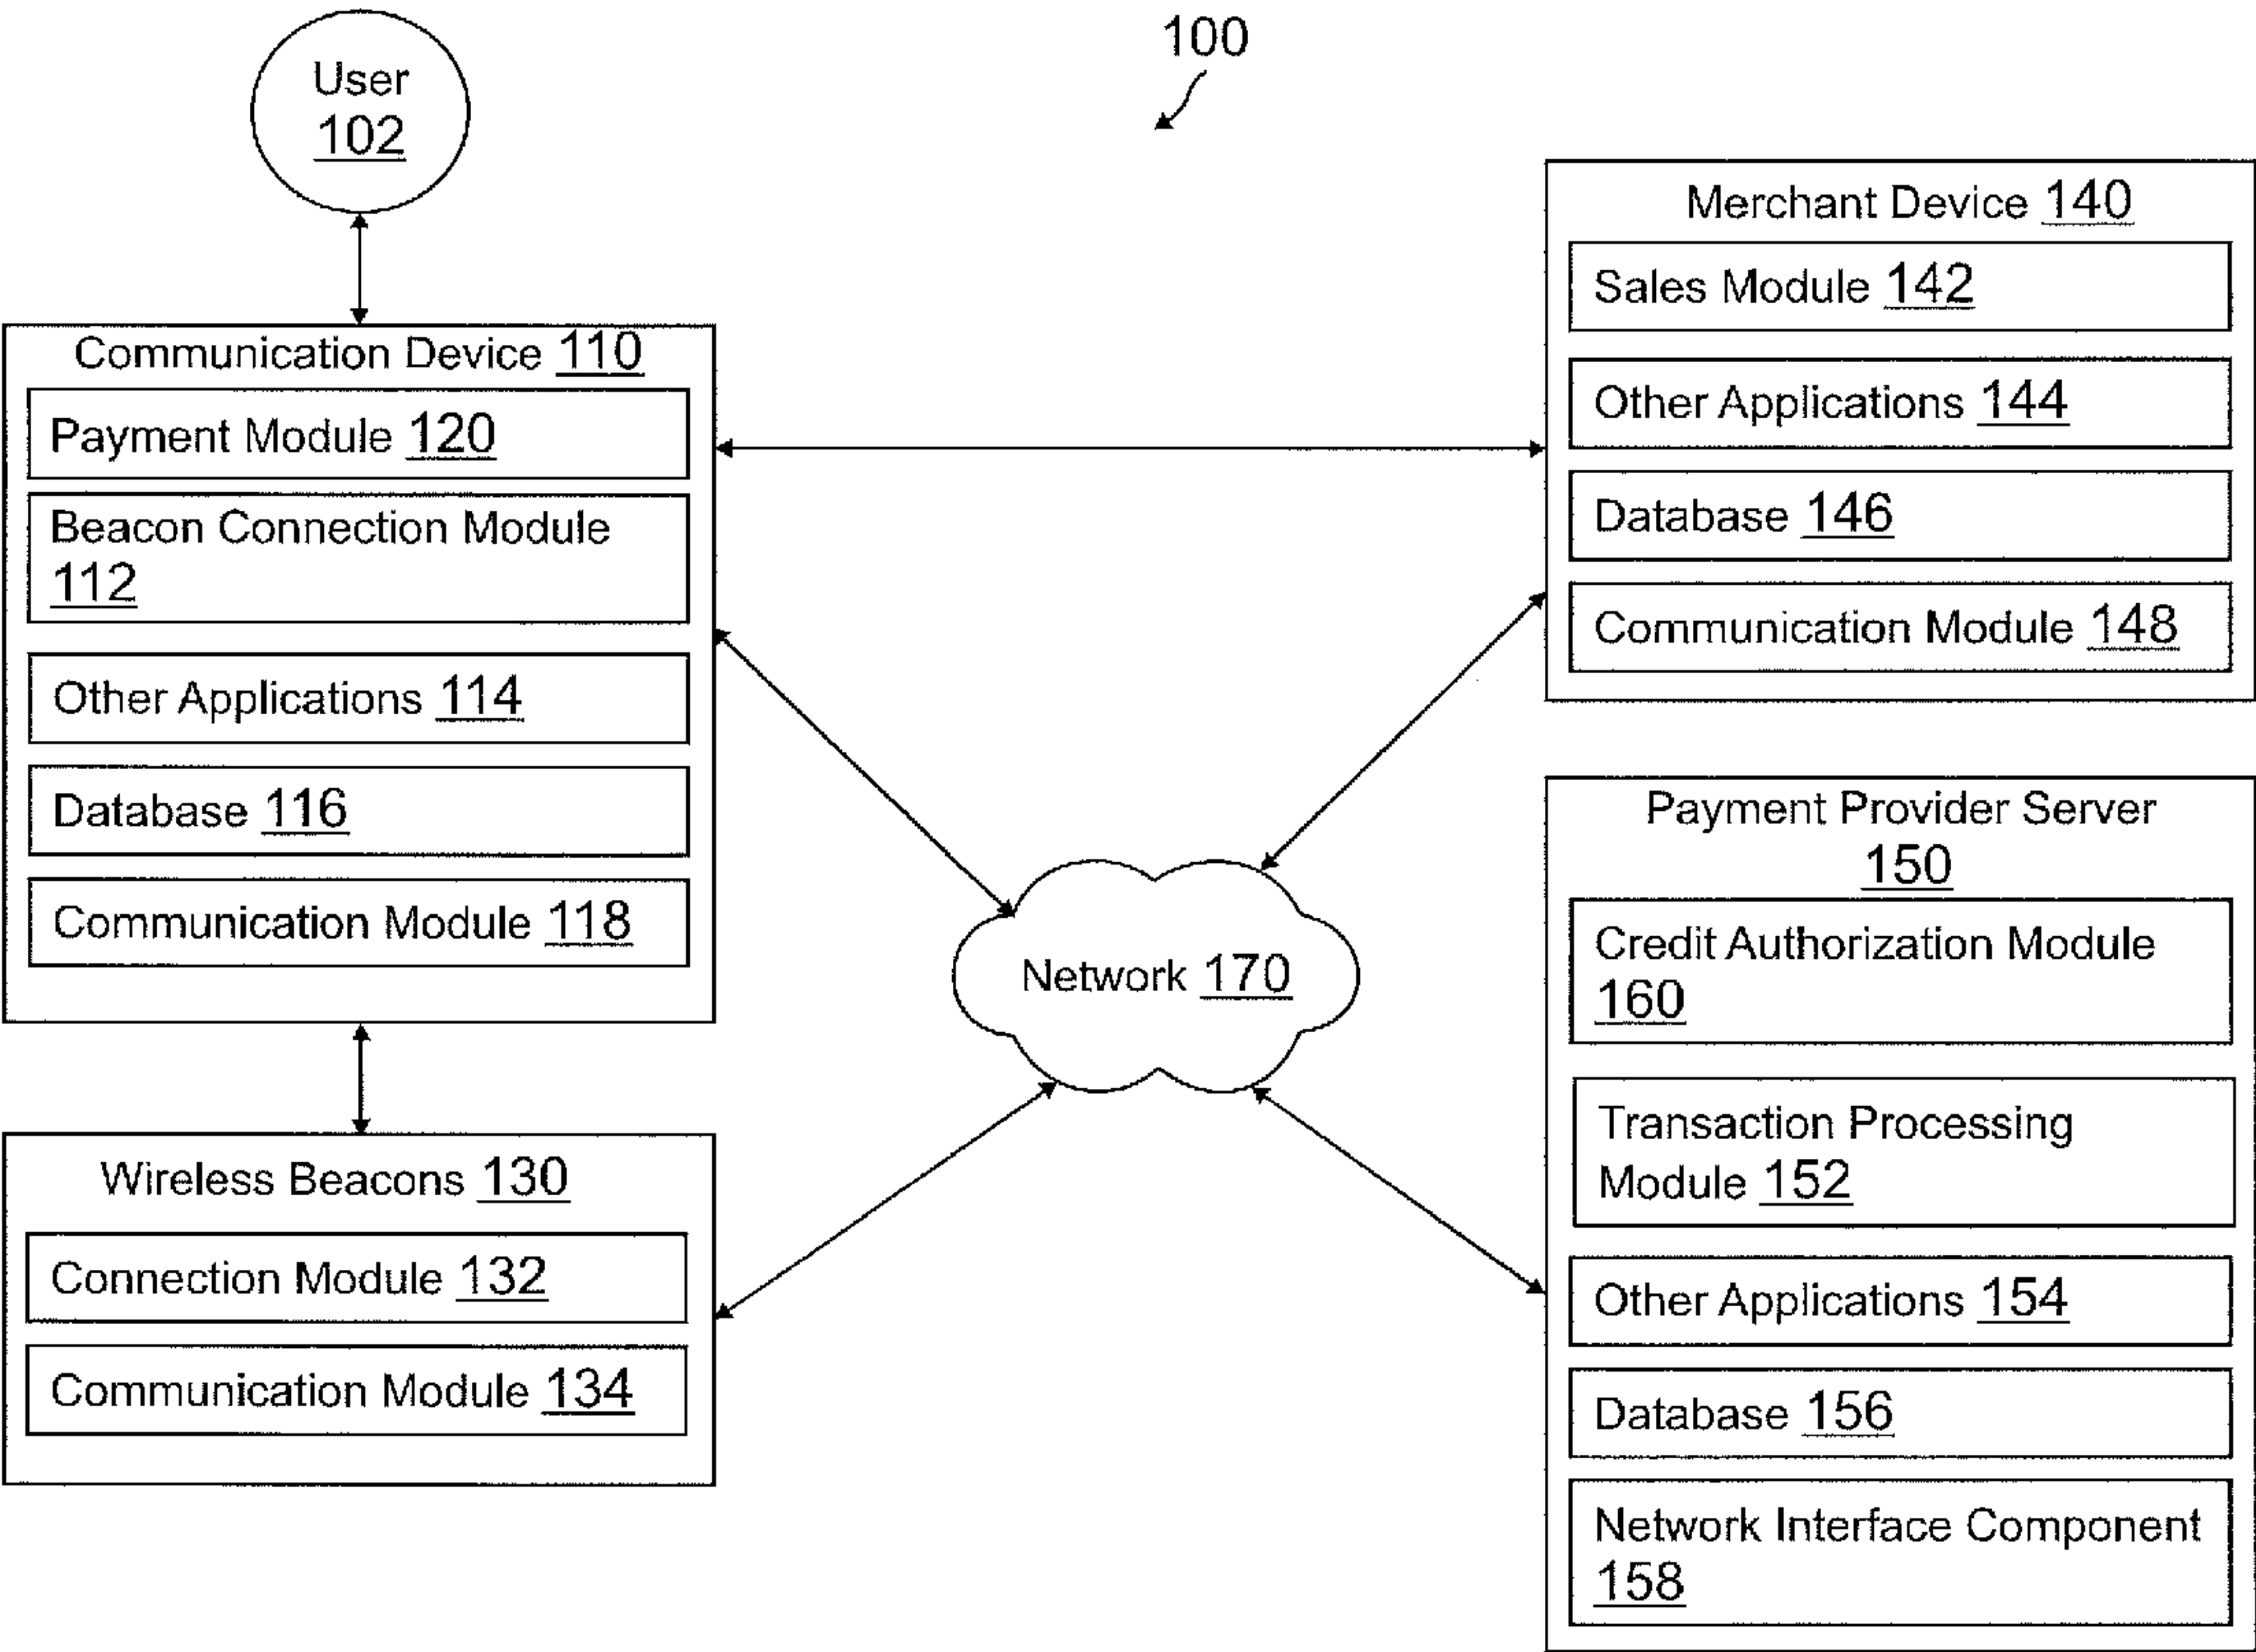 100
User
102
Communication Device 110
Payment Module 120
Beacon Connection Module
112
Other Applications 114
Database 116
Communication Module 118
Wireless Beacons 130
Connection Module 132
Communication Module 134
Network 170
Merchant Device 140
Sales Module 142
Other Applications 144
Database 146
Communication Module 148
Payment Provider Server
150
Credit Authorization Module
160
Transaction Processing
Module 152
Other Applications 154
Database 156
Network Interface Component
158